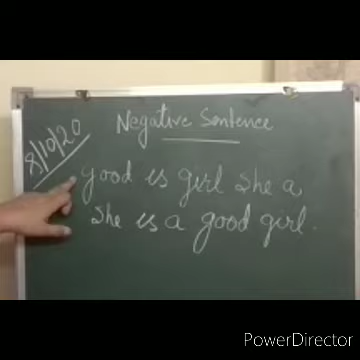 8/10/20
Negative Sentence
good is girl she a
She is a good girl.
PowerDirector